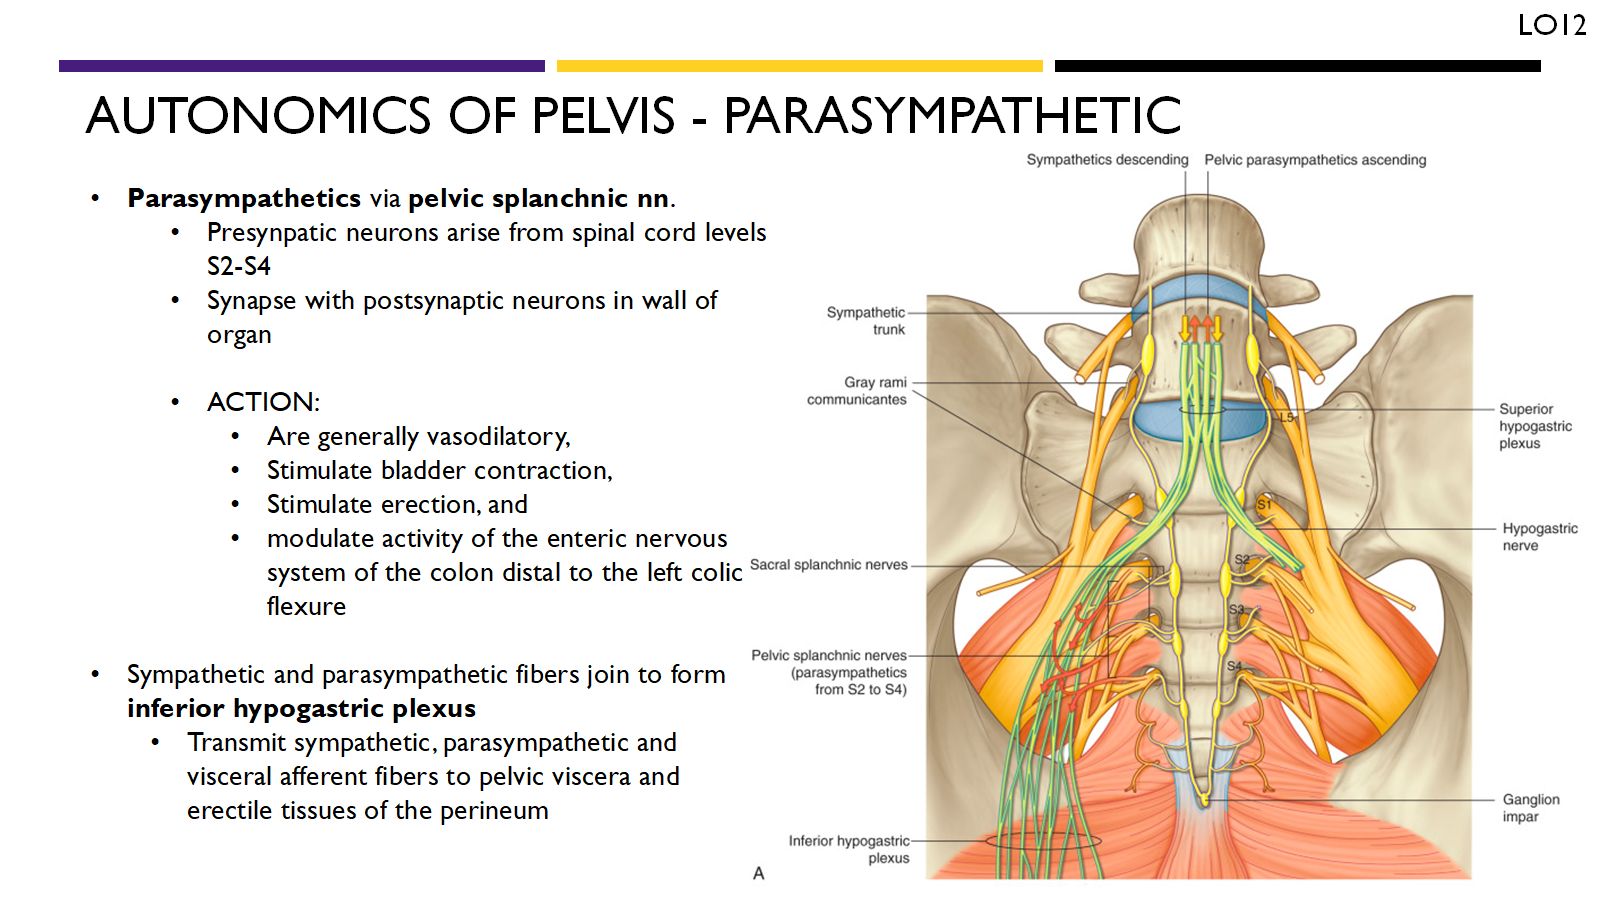 LO12
AUTONOMICS OF PELVIS - PARASYMPATHETIC
• Parasympathetics via pelvic splanchnic nn.
• Presynpatic neurons arise from spinal cord levels
S2-S4
• Synapse with postsynaptic neurons in wall of
organ
• ACTION:
• Are generally vasodilatory,
• Stimulate bladder contraction,
• Stimulate erection, and
• modulate activity of the enteric nervous
system of the colon distal to the left colic
flexure
• Sympathetic and parasympathetic fibers join to form
inferior hypogastric plexus
• Transmit sympathetic, parasympathetic and
visceral afferent fibers to pelvic viscera and
erectile tissues of the perineum
Sympathetics descending
Pelvic parasympathetics ascending
Sympathetic
trunk
Gray rami
communicantes
Sacral splanchnic nerves
Pelvic splanchnic nerves
(parasympathetics
from S2 to S4)
Inferior hypogastric
plexus
A
L5
S1
S2
S3
S4
Superior
hypogastric
plexus
Hypogastric
nerve
Ganglion
impar